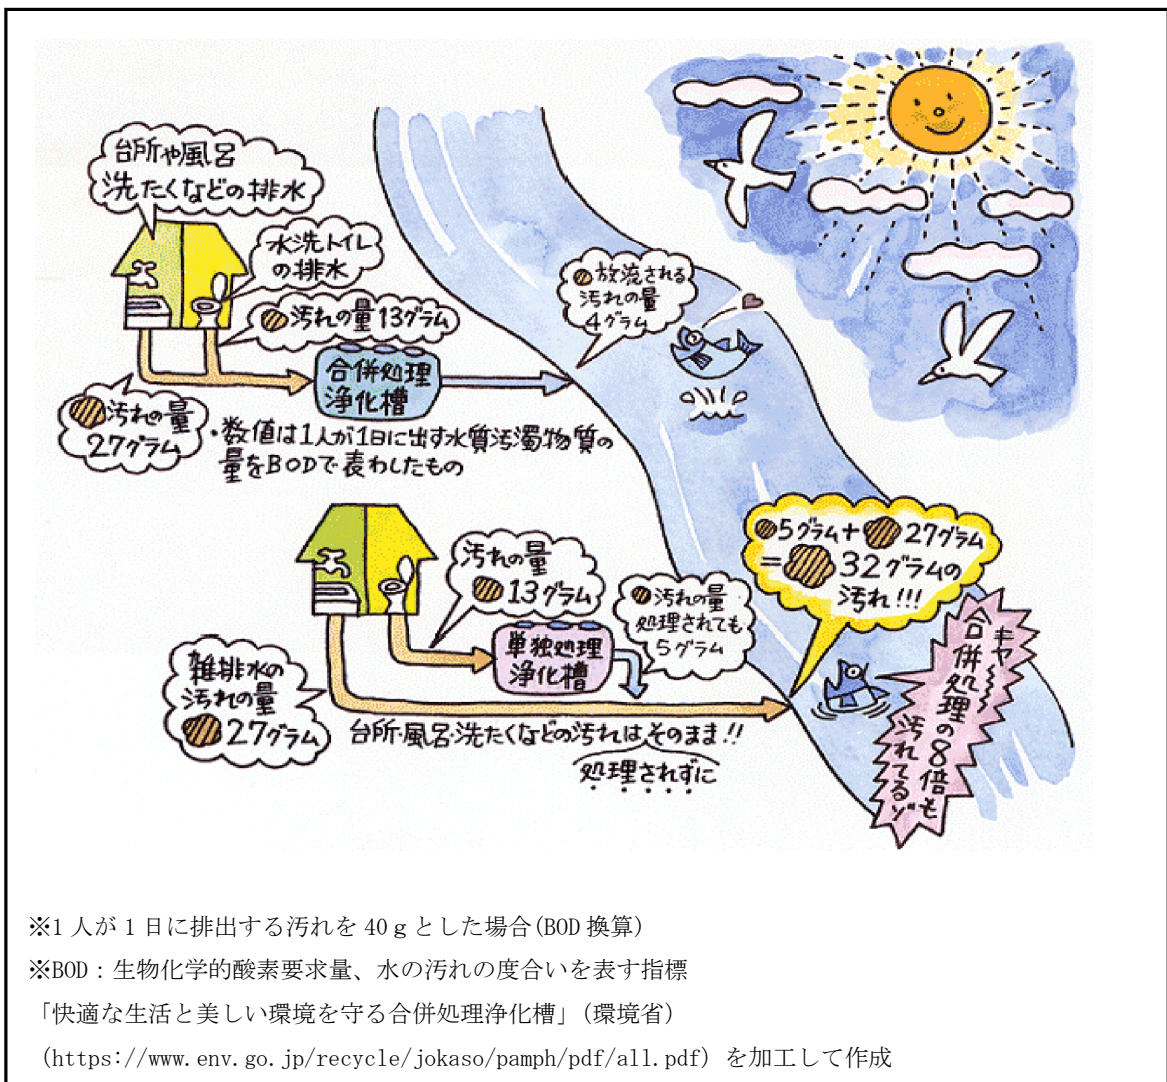 台所や風呂
洗たくなどの排水
水洗トイレ
の排水
汚れの量13グラム
合併処理
浄化槽
汚れの量
27グラム
・数値は1人が1日に出す水質汚濁物質の
量をBODで表わしたもの
放流される
汚れの量
4グラム
汚れの量
13グラム
単独処理
浄化槽
汚れの量
処理されても
5グラム
雑排水の
汚れの量
27グラム
台所・風呂・洗たくなどの汚れはそのまま!!
処理されずに
5グラム+27グラム
=32グラムの
汚れ!!!
キャー
合併処理の8倍も
汚れてるゾ
※1人が1日に排出する汚れを40gとした場合(BOD換算)
※BOD:生物化学的酸素要求量、水の汚れの度合いを表す指標
「快適な生活と美しい環境を守る合併処理浄化槽」(環境省)
(https://www.env.go.jp/recycle/jokaso/pamph/pdf/all.pdf)を加工して作成